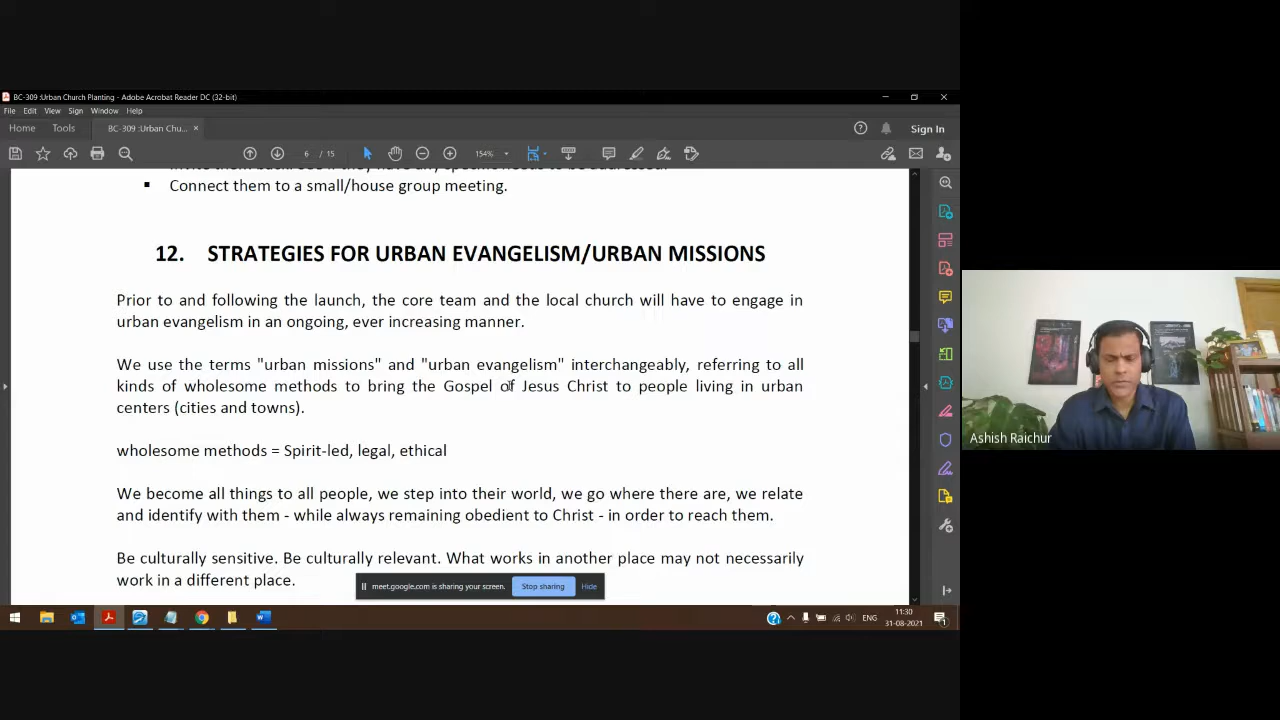 BC-309 :Urban Church Planting - Adobe Acrobat Reader DC (32-bit)
File Edit View Sign Window Help
Home Tools BC-309 :Urban Chu... × Sign In
6 / 15 154%
▪ Connect them to a small/house group meeting.
12. STRATEGIES FOR URBAN EVANGELISM/URBAN MISSIONS
Prior to and following the launch, the core team and the local church will have to engage in
urban evangelism in an ongoing, ever increasing manner.
We use the terms "urban missions" and "urban evangelism" interchangeably, referring to all
kinds of wholesome methods to bring the Gospel of Jesus Christ to people living in urban
centers (cities and towns).
wholesome methods = Spirit-led, legal, ethical
We become all things to all people, we step into their world, we go where there are, we relate
and identify with them - while always remaining obedient to Christ - in order to reach them.
Be culturally sensitive. Be culturally relevant. What works in another place may not necessarily
work in a different place.
meet.google.com is sharing your screen. Stop sharing Hide
ENG
11:30
31-08-2021
Ashish Raichur